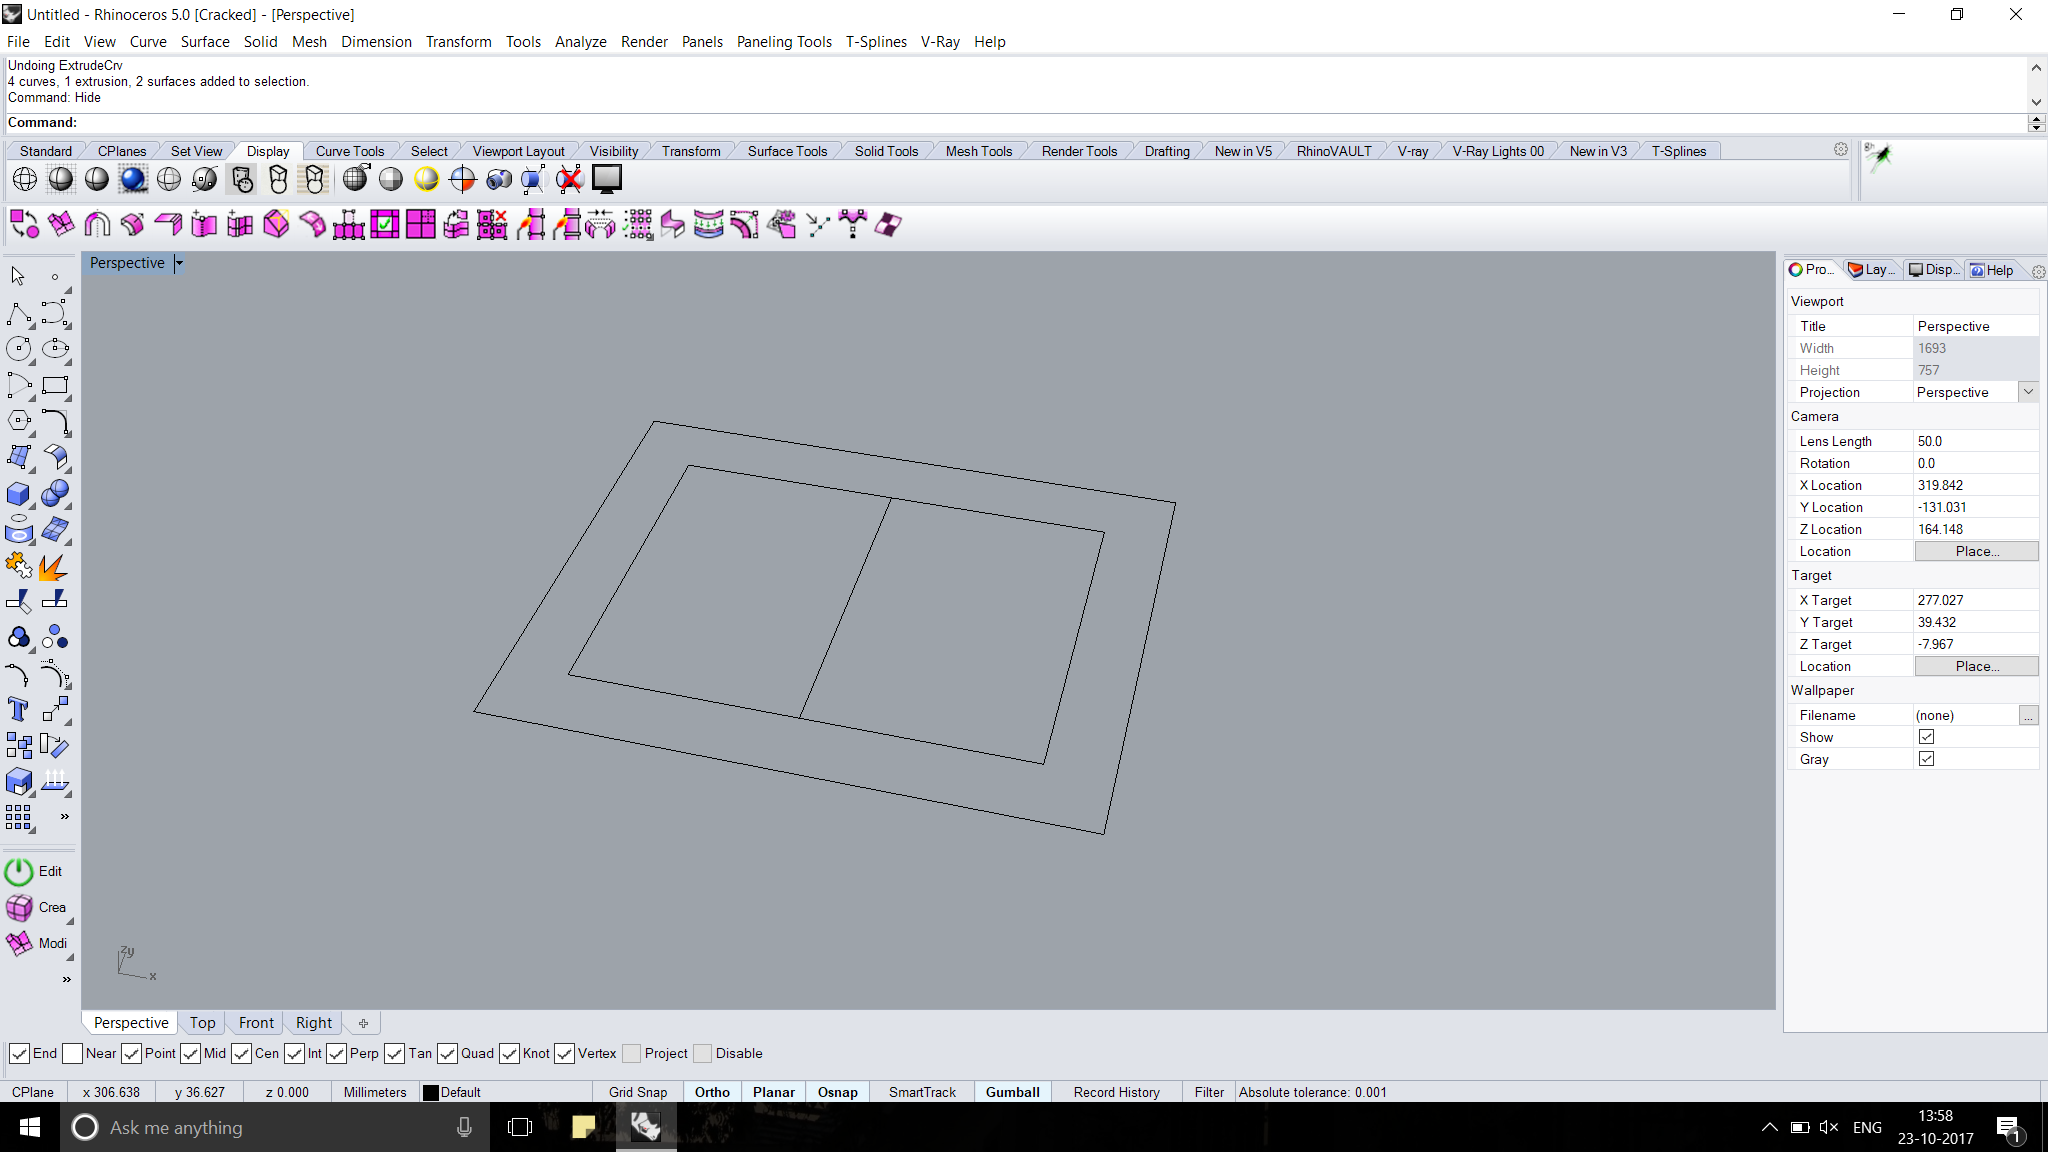 Untitled - Rhinoceros 5.0 [Cracked] - [Perspective]
File Edit View Curve Surface Solid Mesh Dimension Transform Tools Analyze Render Panels Paneling Tools T-Splines V-Ray Help
Undoing ExtrudeCrv
4 curves, 1 extrusion, 2 surfaces added to selection.
Command: Hide
Command:
Standard CPlanes Set View Display Curve Tools Select Viewport Layout Visibility Transform Surface Tools Solid Tools Mesh Tools Render Tools Drafting New in V5 RhinoVAULT V-ray V-Ray Lights 00 New in V3 T-Splines
Perspective
Pro... Lay... Disp... Help
Viewport
Title Perspective
Width 1693
Height 757
Projection Perspective
Camera
Lens Length 50.0
Rotation 0.0
X Location 319.842
Y Location -131.031
Z Location 164.148
Location Place...
Target
X Target 277.027
Y Target 39.432
Z Target -7.967
Location Place...
Wallpaper
Filename (none) ...
Show
Gray
Edit
Crea
Modi
z y
x
Perspective Top Front Right
End Near Point Mid Cen Int Perp Tan Quad Knot Vertex Project Disable
CPlane x 306.638 y 36.627 z 0.000 Millimeters Default Grid Snap Ortho Planar Osnap SmartTrack Gumball Record History Filter Absolute tolerance: 0.001
Ask me anything
ENG
13:58
23-10-2017
1